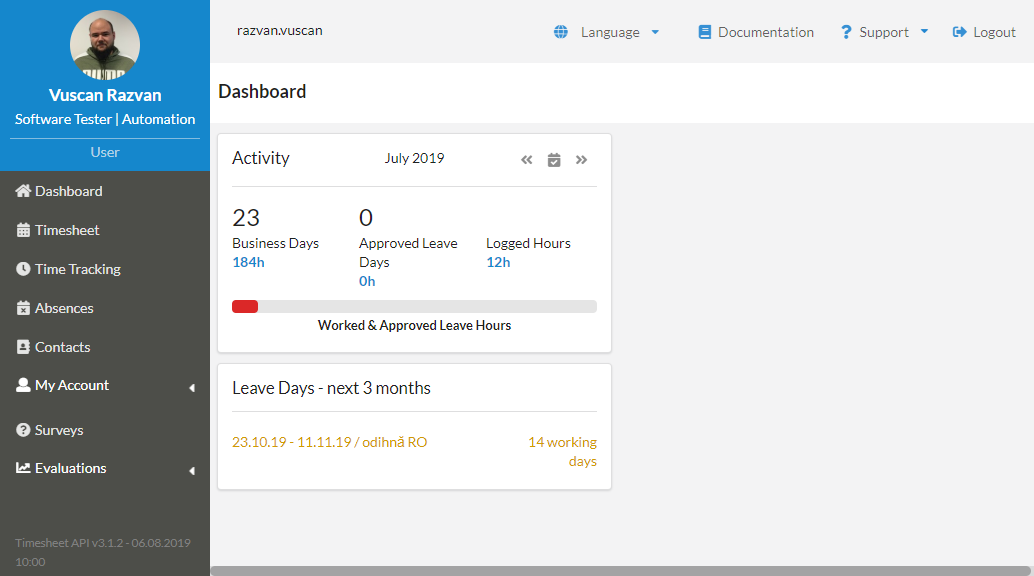 Vuscan Razvan
Software Tester | Automation
User
Dashboard
Timesheet
Time Tracking
Absences
Contacts
My Account
Surveys
Evaluations
Timesheet API v3.1.2 - 06.08.2019
10:00
razvan.vuscan
Language
Documentation
Support
Logout
Dashboard
Activity
July 2019
23
Business Days
184h
0
Approved Leave
Days
0h
Logged Hours
12h
Worked & Approved Leave Hours
Leave Days - next 3 months
23.10.19 - 11.11.19 / odihnă RO
14 working
days